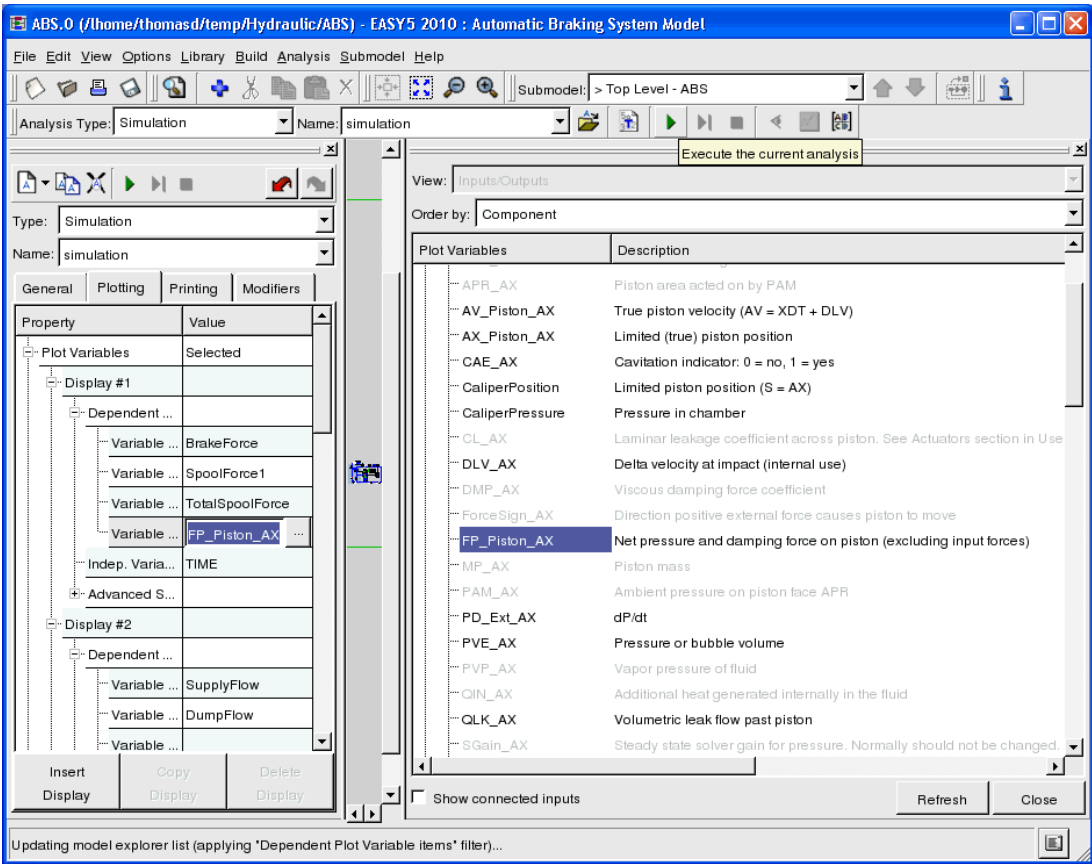 ABS.0 (/lhome/thomasd/temp/Hydraulic/ABS) - EASY5 2010 : Automatic Braking System Model
File Edit View Options Library Build Analysis Submodel Help
Submodel: > Top Level - ABS
Analysis Type: Simulation Name: simulation
Execute the current analysis
Type: Simulation
Name: simulation
General Plotting Printing Modifiers
Property Value
Plot Variables Selected
Display #1
Dependent ...
Variable ... BrakeForce
Variable ... SpoolForce1
Variable ... TotalSpoolForce
Variable ... FP_Piston_AX ...
Indep. Varia... TIME
Advanced S...
Display #2
Dependent ...
Variable ... SupplyFlow
Variable ... DumpFlow
Variable ...
Insert Display
Copy Display
Delete Display
View: Inputs/Outputs
Order by: Component
Plot Variables Description
APR_AX Piston area acted on by PAM
AV_Piston_AX True piston velocity (AV = XDT + DLV)
AX_Piston_AX Limited (true) piston position
CAE_AX Cavitation indicator: 0 = no, 1 = yes
CaliperPosition Limited piston position (S = AX)
CaliperPressure Pressure in chamber
CL_AX Laminar leakage coefficient across piston. See Actuators section in Use
DLV_AX Delta velocity at impact (internal use)
DMP_AX Viscous damping force coefficient
ForceSign_AX Direction positive external force causes piston to move
FP_Piston_AX Net pressure and damping force on piston (excluding input forces)
MP_AX Piston mass
PAM_AX Ambient pressure on piston face APR
PD_Ext_AX dP/dt
PVE_AX Pressure or bubble volume
PVP_AX Vapor pressure of fluid
QIN_AX Additional heat generated internally in the fluid
QLK_AX Volumetric leak flow past piston
SGain_AX Steady state solver gain for pressure. Normally should not be changed.
Show connected inputs
Refresh Close
Updating model explorer list (applying "Dependent Plot Variable items" filter)...